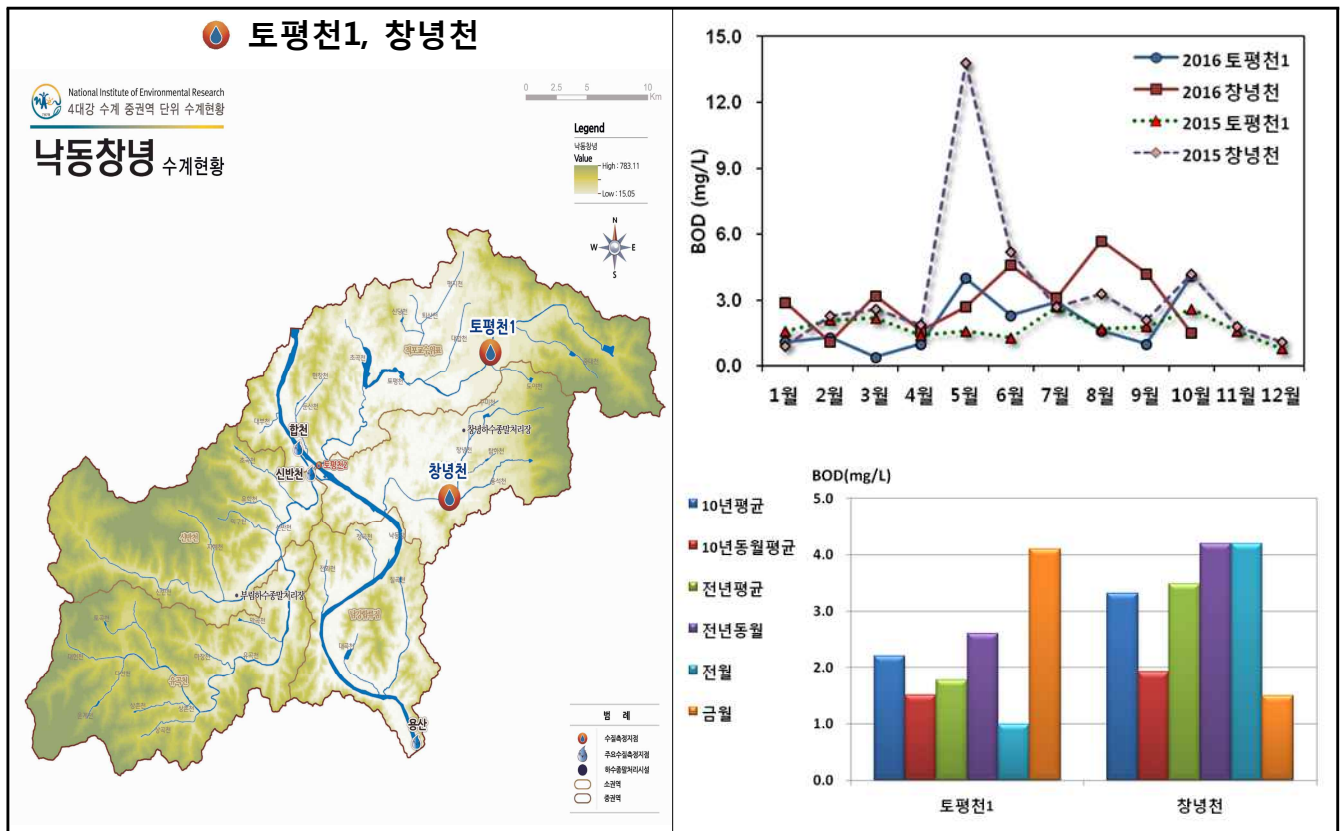 토평천1, 창녕천
National Institute of Environmental Research
4대강 수계 중권역 단위 수계현황
낙동창녕 수계현황
0 2.5 5 10
Km
Legend
낙동창녕
Value
High : 783.11
Low : 15.05
N
W E
S
토평천1
토평천
창녕하수종말처리장
합천
신반천
토평천2
창녕천
창녕천
부림하수종말처리장
용산
범 례
수질측정지점
주요수질측정지점
하수종말처리시설
소권역
중권역
15.0
12.0
9.0
6.0
3.0
0.0
BOD (mg/L)
2016 토평천1
2016 창녕천
2015 토평천1
2015 창녕천
1월 2월 3월 4월 5월 6월 7월 8월 9월 10월 11월 12월
BOD(mg/L)
5.0
4.0
3.0
2.0
1.0
0.0
10년평균
10년동월평균
전년평균
전년동월
전월
금월
토평천1 창녕천